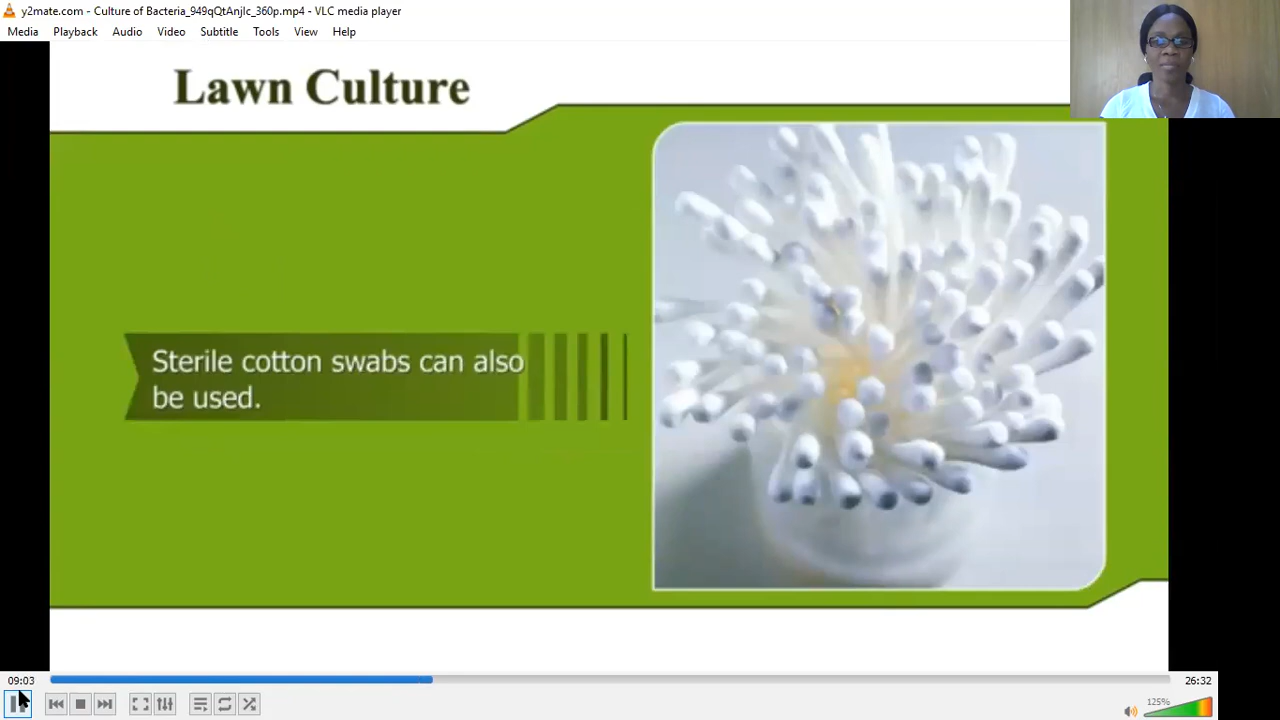 y2mate.com - Culture of Bacteria_949qQtAnjIc_360p.mp4 - VLC media player
Media Playback Audio Video Subtitle Tools View Help
Lawn Culture
Sterile cotton swabs can also
be used.
09:03
26:32
125%